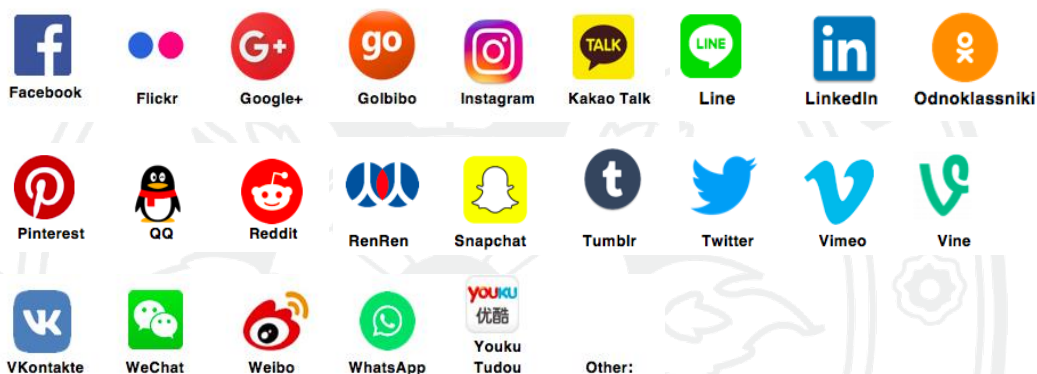 f G+ go TALK LINE in
Facebook Flickr Google+ Golbibo Instagram Kakao Talk Line LinkedIn Odnoklassniki
t
Pinterest QQ Reddit RenRen Snapchat Tumblr Twitter Vimeo Vine
YOUKU
优酷
VKontakte WeChat Weibo WhatsApp Youku
Tudou Other: